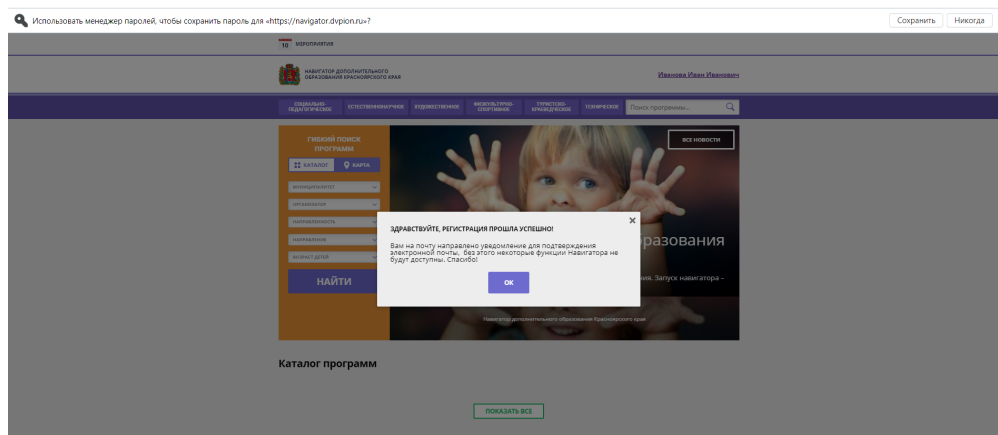 Использовать менеджер паролей, чтобы сохранить пароль для «https://navigator.dvpion.ru»?
Сохранить
Никогда
10 МЕРОПРИЯТИЯ
НАВИГАТОР ДОПОЛНИТЕЛЬНОГО
ОБРАЗОВАНИЯ КРАСНОЯРСКОГО КРАЯ
Иванова Иван Иванович
СОЦИАЛЬНО-
ПЕДАГОГИЧЕСКОЕ
ЕСТЕСТВЕННОНАУЧНОЕ
ХУДОЖЕСТВЕННОЕ
ФИЗКУЛЬТУРНО-
СПОРТИВНОЕ
ТУРИСТСКО-
КРАЕВЕДЧЕСКОЕ
ТЕХНИЧЕСКОЕ
Поиск программы...
ГИБКИЙ ПОИСК
ПРОГРАММ
КАТАЛОГ
КАРТА
МУНИЦИПАЛИТЕТ
ОРГАНИЗАТОР
НАПРАВЛЕННОСТЬ
НАПРАВЛЕНИЕ
ВОЗРАСТ ДЕТЕЙ
НАЙТИ
ВСЕ НОВОСТИ
ЗДРАВСТВУЙТЕ, РЕГИСТРАЦИЯ ПРОШЛА УСПЕШНО!
Вам на почту направлено уведомление для подтверждения
электронной почты, без этого некоторые функции Навигатора не
будут доступны. Спасибо!
ОК
разования
ния. Запуск навигатора –
Навигатор дополнительного образования Красноярского края
Каталог программ
ПОКАЗАТЬ ВСЕ